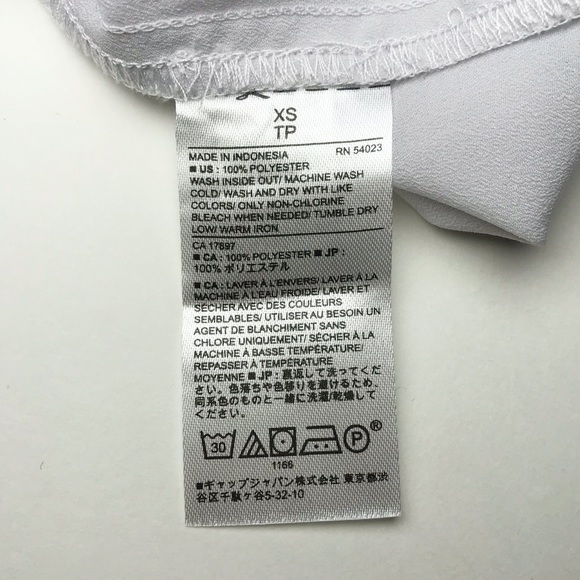 XS
TP
MADE IN INDONESIA RN 54023
■ US : 100% POLYESTER
WASH INSIDE OUT/ MACHINE WASH
COLD/ WASH AND DRY WITH LIKE
COLORS/ ONLY NON-CHLORINE
BLEACH WHEN NEEDED/ TUMBLE DRY
LOW/ WARM IRON
CA 17897
■ CA : 100% POLYESTER ■ JP :
100% ポリエステル
■ CA : LAVER À L'ENVERS/ LAVER À LA
MACHINE À L'EAU FROIDE/ LAVER ET
SÉCHER AVEC DES COULEURS
SEMBLABLES/ UTILISER AU BESOIN UN
AGENT DE BLANCHIMENT SANS
CHLORE UNIQUEMENT/ SÉCHER À LA
MACHINE À BASSE TEMPÉRATURE/
REPASSER À TEMPÉRATURE
MOYENNE ■ JP : 裏返して洗ってくだ
さい。色落ちや色移りを避けるため、
同系色のものと一緒に洗濯/乾燥して
ください。
30 P ®
1166
■ギャップジャパン株式会社 東京都渋
谷区千駄ヶ谷5-32-10